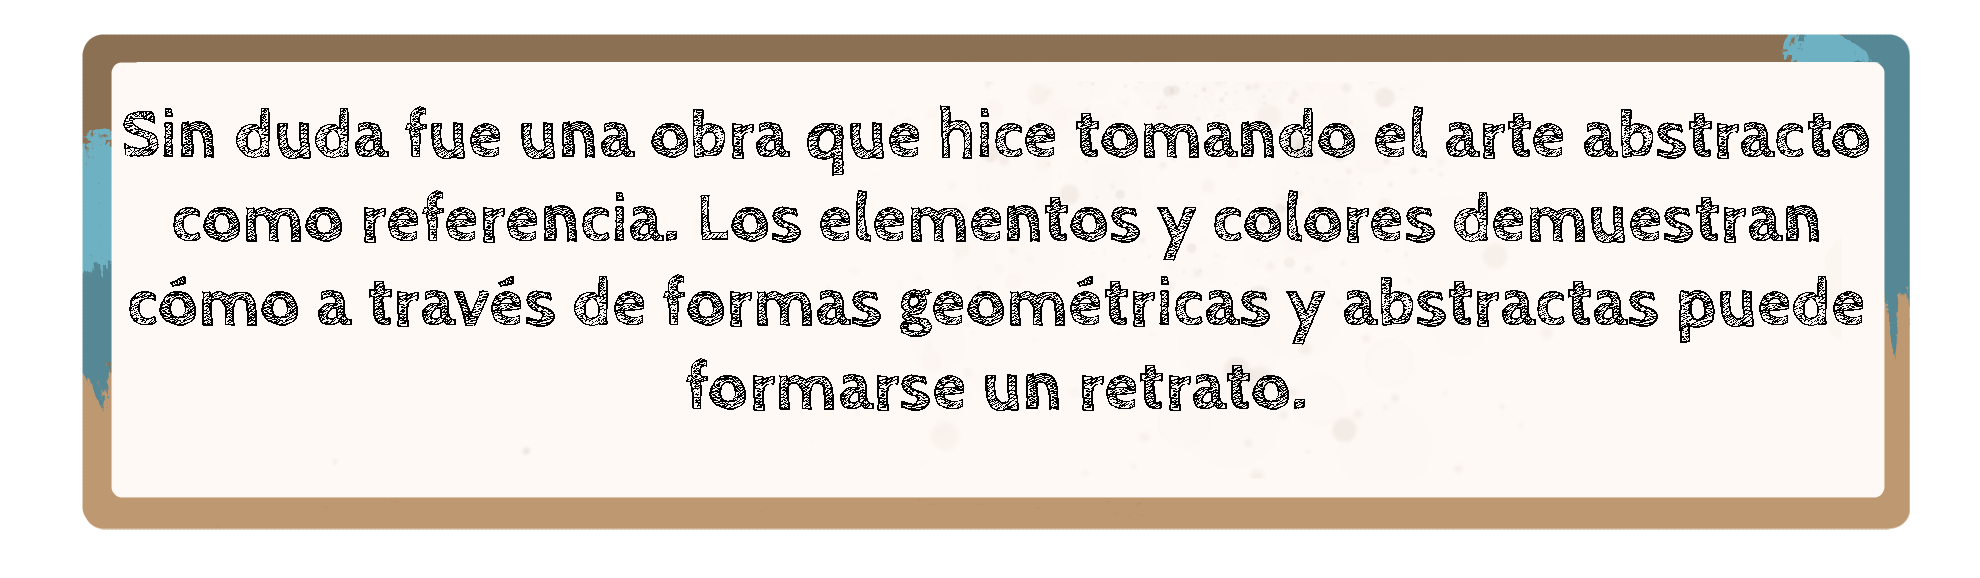 Sin duda fue una obra que hice tomando el arte abstracto
como referencia. Los elementos y colores demuestran
cómo a través de formas geométricas y abstractas puede
formarse un retrato.